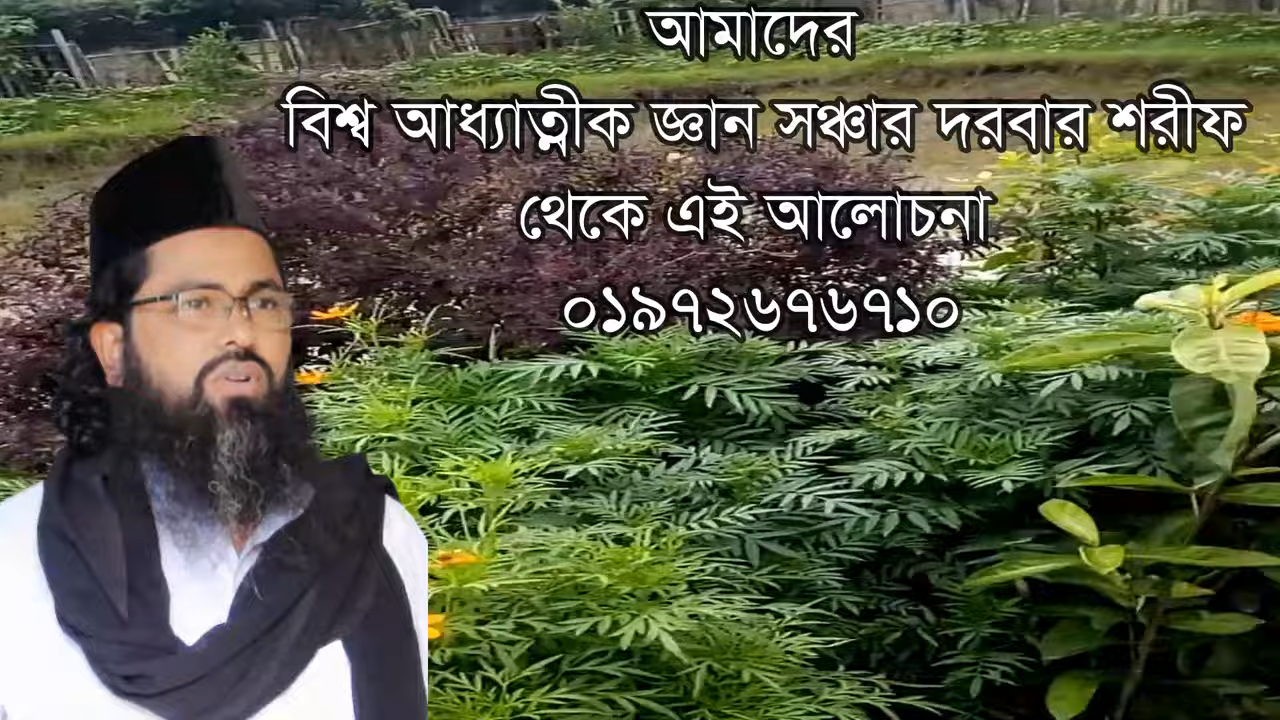 আমাদের
বিশ্ব আধ্যাত্নীক জ্ঞান সঞ্চার দরবার শরীফ
থেকে এই আলোচনা
০১৯৭২৬৭৬৭১০